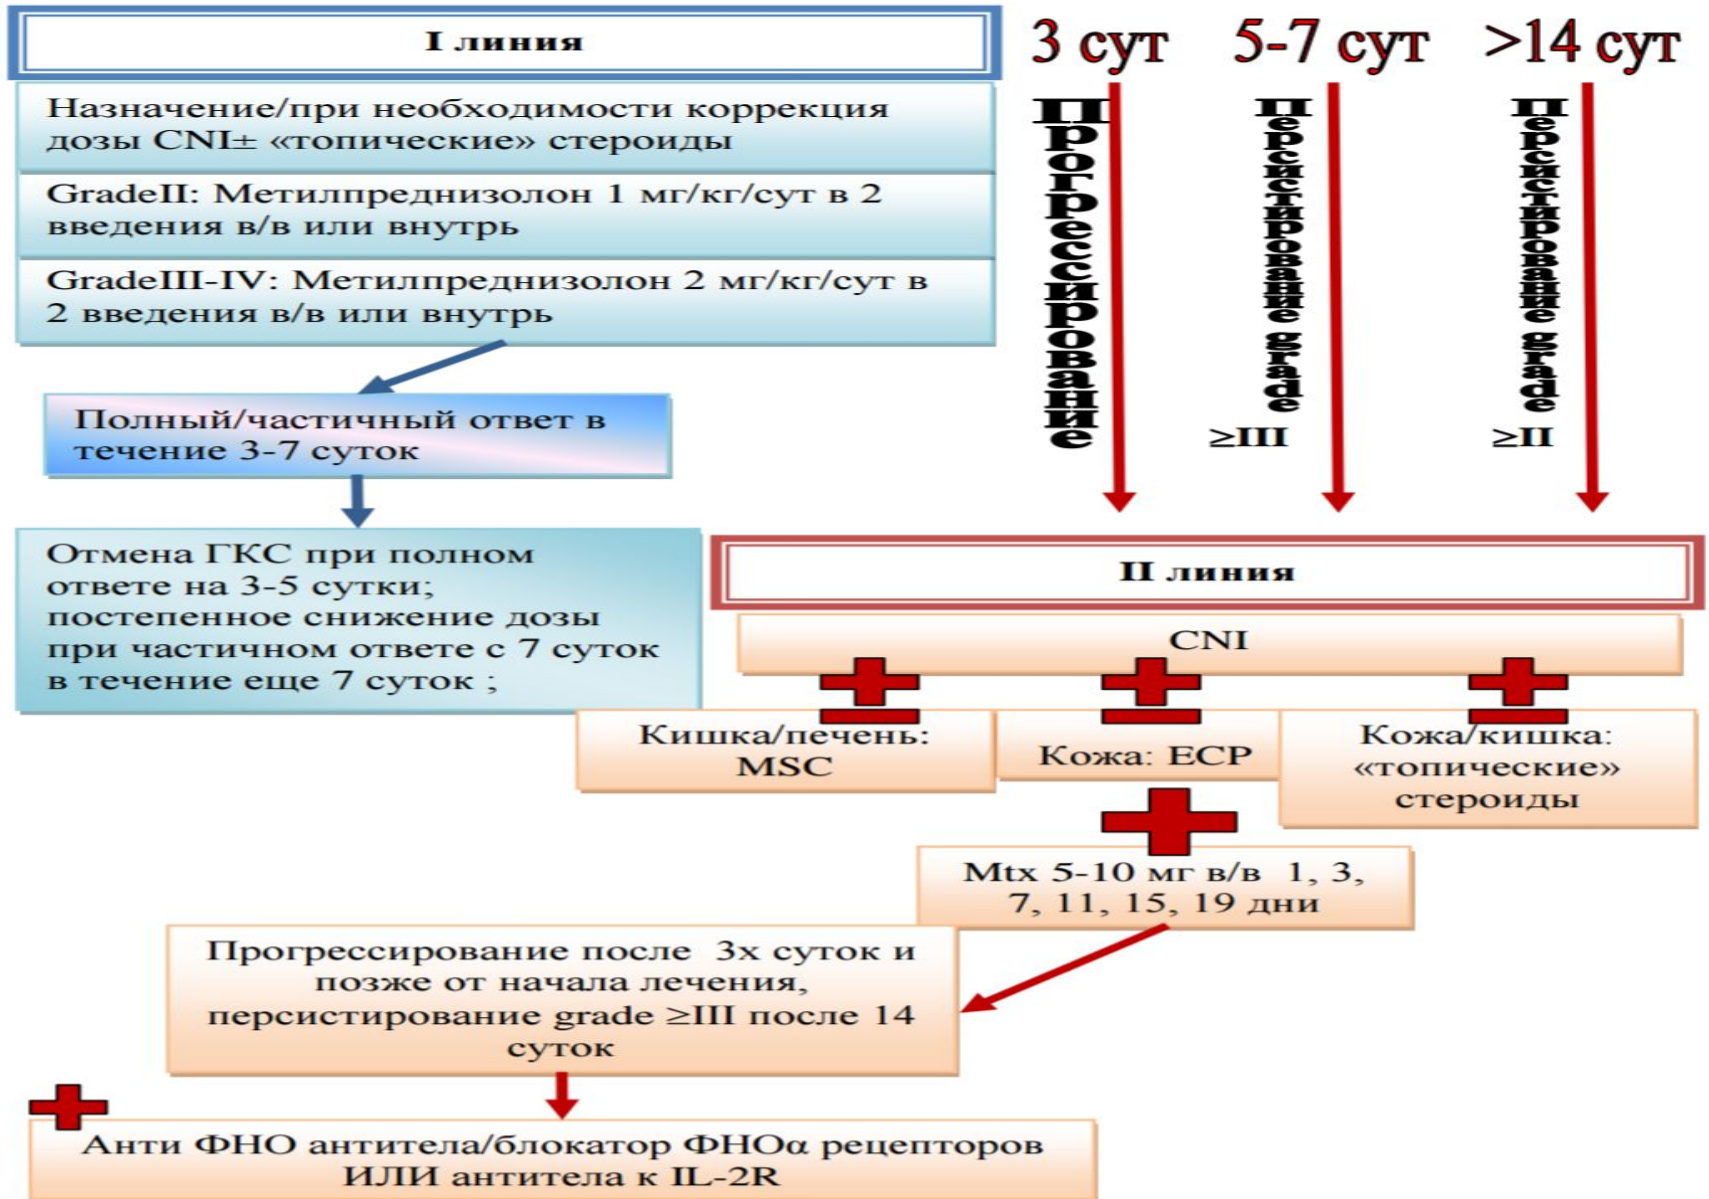 I линия
Назначение/при необходимости коррекция
дозы CNI± «топические» стероиды
GradeII: Метилпреднизолон 1 мг/кг/сут в 2
введения в/в или внутрь
GradeIII-IV: Метилпреднизолон 2 мг/кг/сут в
2 введения в/в или внутрь
Полный/частичный ответ в
течение 3-7 суток
Отмена ГКС при полном
ответе на 3-5 сутки;
постепенное снижение дозы
при частичном ответе с 7 суток
в течение еще 7 суток ;
3 сут
Прогрессирование
5-7 сут
Персистирование grade
≥III
>14 сут
Персистирование grade
≥II
II линия
CNI
Кишка/печень:
MSC
Кожа: ECP
Кожа/кишка:
«топические»
стероиды
Mtx 5-10 мг в/в 1, 3,
7, 11, 15, 19 дни
Прогрессирование после 3х суток и
позже от начала лечения,
персистирование grade ≥III после 14
суток
Анти ФНО антитела/блокатор ФНОα рецепторов
ИЛИ антитела к IL-2R